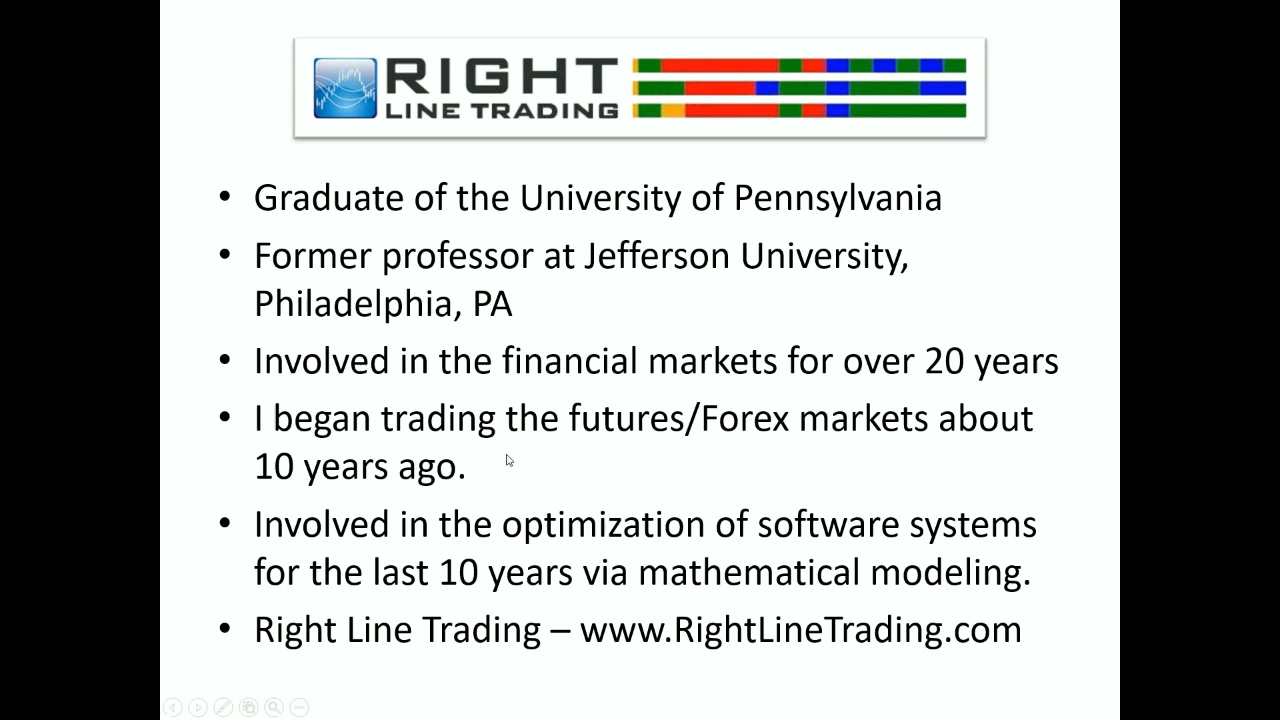 RIGHT
LINE TRADING
• Graduate of the University of Pennsylvania
• Former professor at Jefferson University,
Philadelphia, PA
• Involved in the financial markets for over 20 years
• I began trading the futures/Forex markets about
10 years ago.
• Involved in the optimization of software systems
for the last 10 years via mathematical modeling.
• Right Line Trading – www.RightLineTrading.com